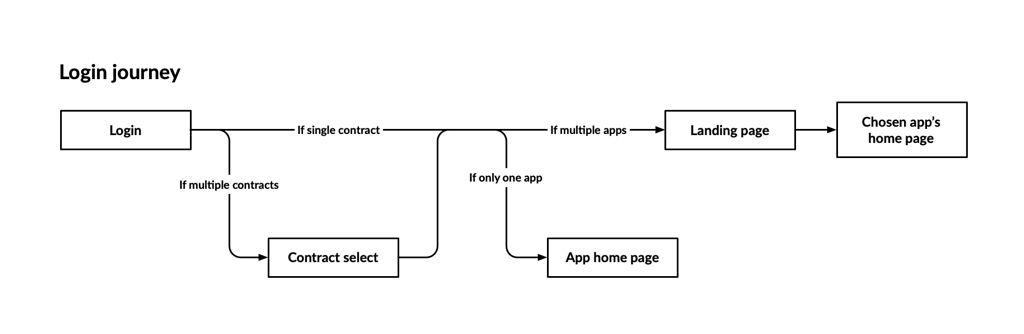 Login journey
Login
If single contract
If multiple apps
Landing page
Chosen app's
home page
If multiple contracts
If only one app
Contract select
App home page